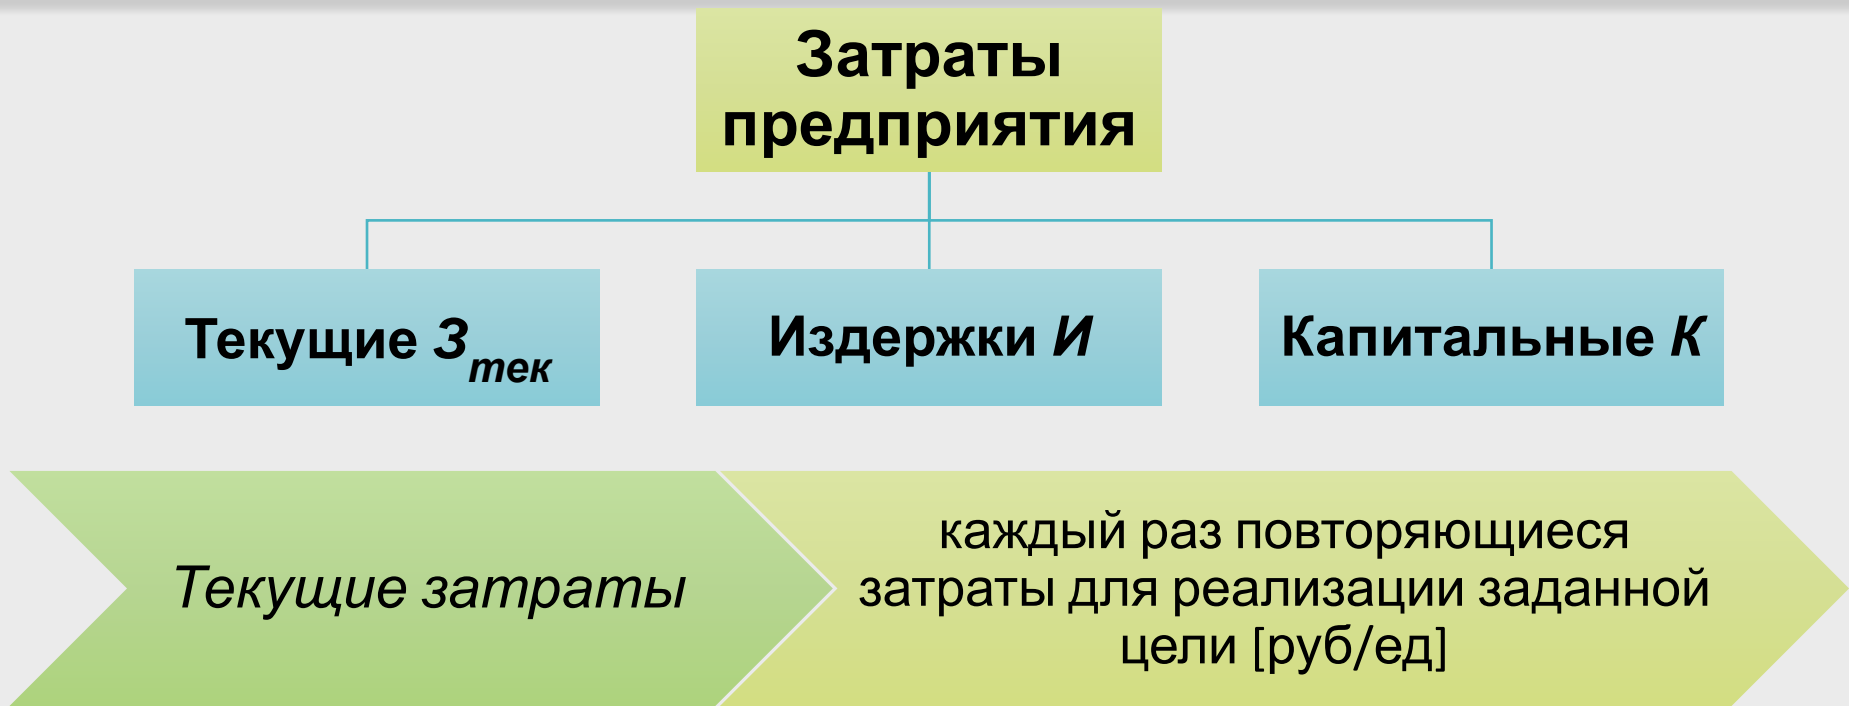 Затраты
предприятия
Текущие Зтек
Издержки И
Капитальные К
Текущие затраты
каждый раз повторяющиеся
затраты для реализации заданной
цели [руб/ед]